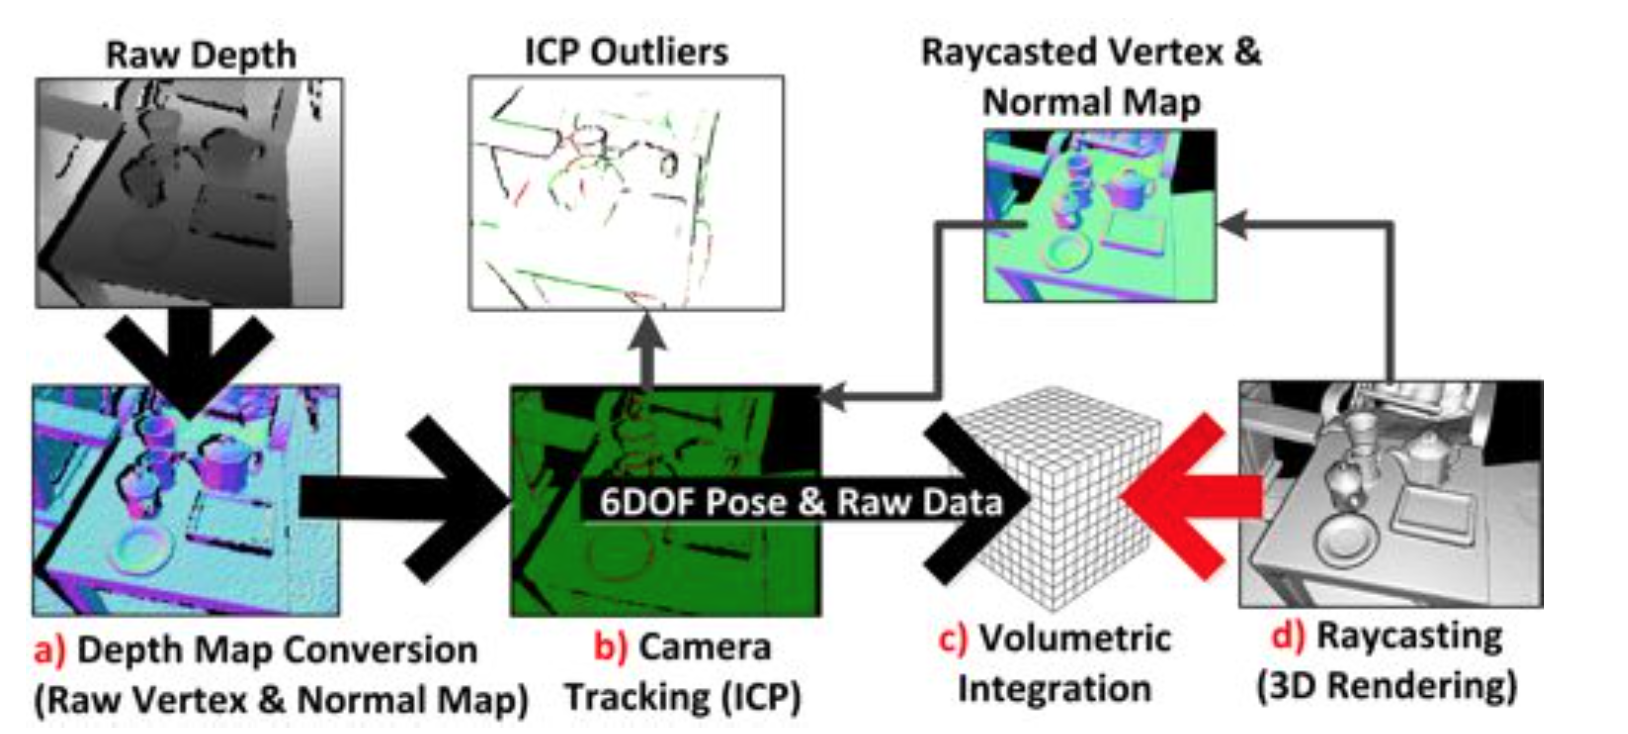 Raw Depth
ICP Outliers
Raycasted Vertex &
Normal Map
6DOF Pose & Raw Data
a) Depth Map Conversion
(Raw Vertex & Normal Map)
b) Camera
Tracking (ICP)
c) Volumetric
Integration
d) Raycasting
(3D Rendering)